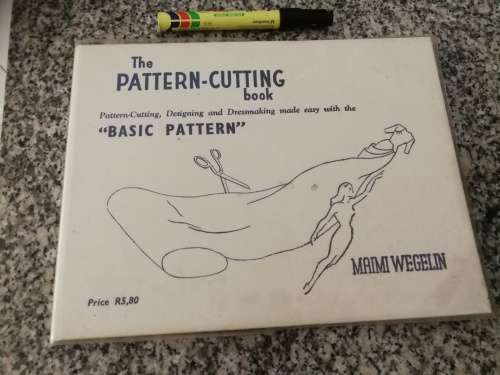 The
PATTERN-CUTTING
book
Pattern-Cutting, Designing and Dressmaking made easy with the
"BASIC PATTERN"
MAIMI WEGELIN
Price R5,80